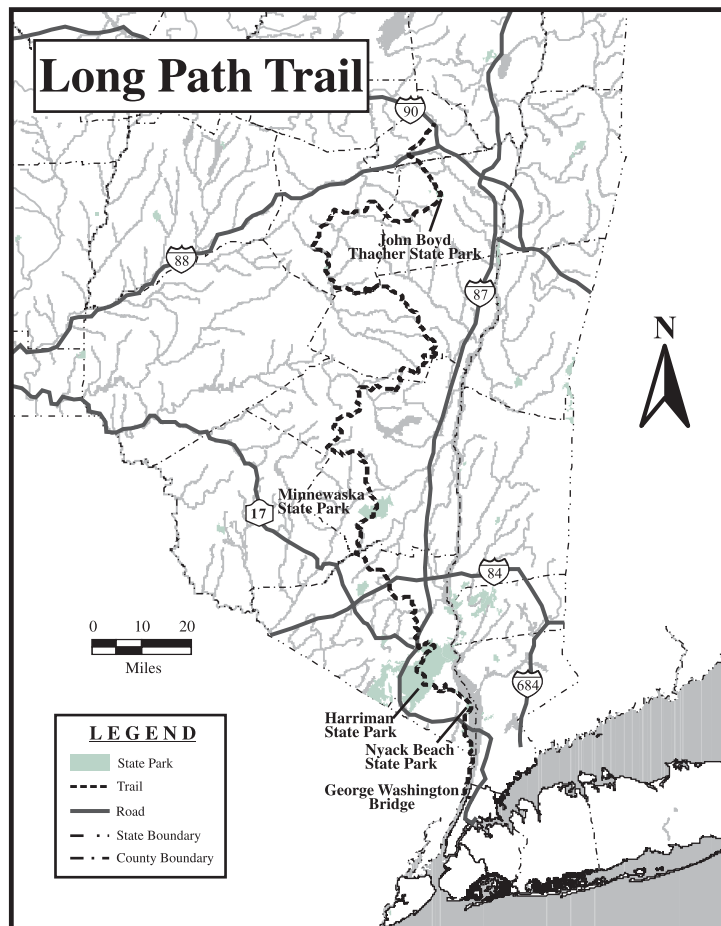 Long Path Trail
90
John Boyd
Thacher State Park
88
87
N
Minnewaska
State Park
17
84
0 10 20
Miles
684
Harriman
State Park
Nyack Beach
State Park
George Washington
Bridge
LEGEND
State Park
Trail
Road
State Boundary
County Boundary